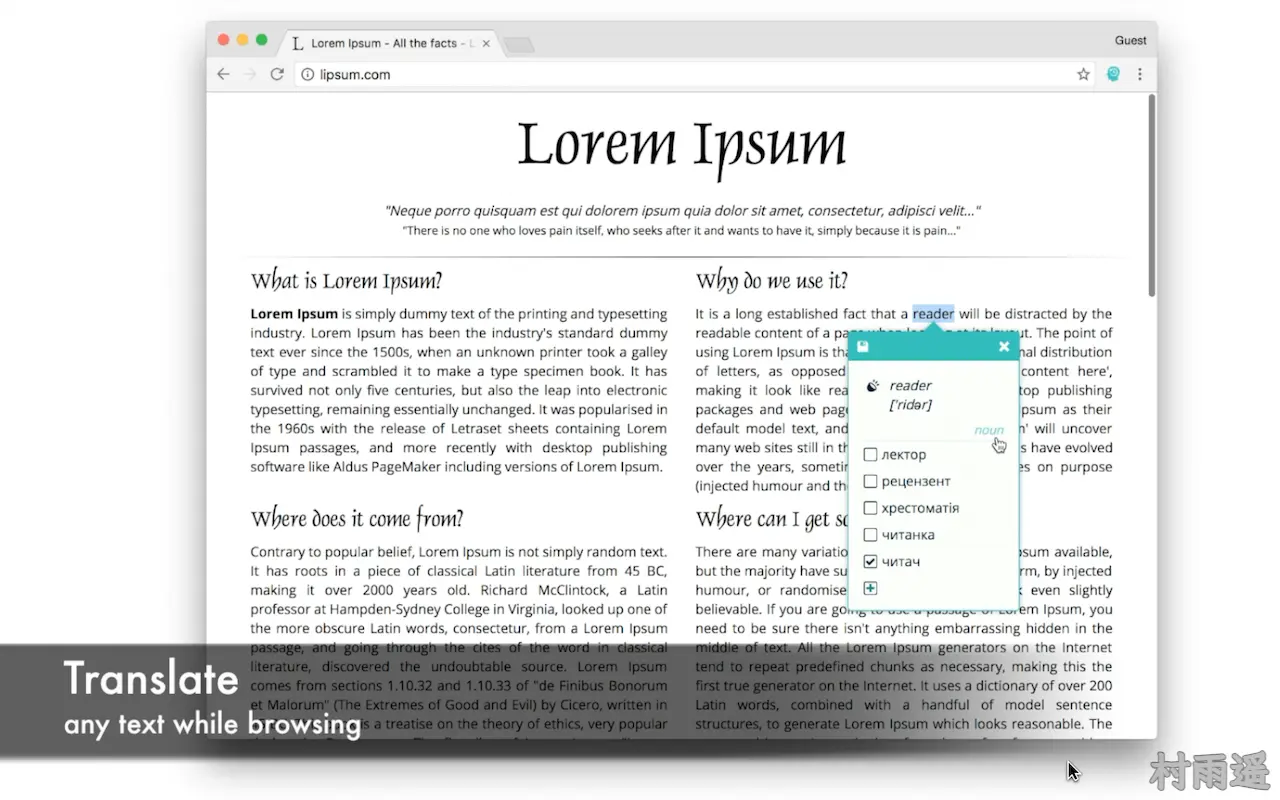 Lorem Ipsum - All the facts - L
Guest
lipsum.com
Lorem Ipsum
"Neque porro quisquam est qui dolorem ipsum quia dolor sit amet, consectetur, adipisci velit..."
"There is no one who loves pain itself, who seeks after it and wants to have it, simply because it is pain..."
What is Lorem Ipsum?
Lorem Ipsum is simply dummy text of the printing and typesetting
industry. Lorem Ipsum has been the industry's standard dummy
text ever since the 1500s, when an unknown printer took a galley
of type and scrambled it to make a type specimen book. It has
survived not only five centuries, but also the leap into electronic
typesetting, remaining essentially unchanged. It was popularised in
the 1960s with the release of Letraset sheets containing Lorem
Ipsum passages, and more recently with desktop publishing
software like Aldus PageMaker including versions of Lorem Ipsum.
Where does it come from?
Contrary to popular belief, Lorem Ipsum is not simply random text.
It has roots in a piece of classical Latin literature from 45 BC,
making it over 2000 years old. Richard McClintock, a Latin
professor at Hampden-Sydney College in Virginia, looked up one of
the more obscure Latin words, consectetur, from a Lorem Ipsum
passage, and going through the cites of the word in classical
literature, discovered the undoubtable source. Lorem Ipsum
comes from sections 1.10.32 and 1.10.33 of "de Finibus Bonorum
et Malorum" (The Extremes of Good and Evil) by Cicero, written in
is a treatise on the theory of ethics, very popular
Why do we use it?
It is a long established fact that a reader will be distracted by the
readable content of a page when looking at its layout. The point of
using Lorem Ipsum is tha nal distribution
of letters, as opposed content here',
making it look like rea top publishing
packages and web pag psum as their
default model text, and n' will uncover
many web sites still in th s have evolved
over the years, sometin es on purpose
(injected humour and th
Where can I get so
There are many variatio psum available,
but the majority have su rm, by injected
humour, or randomise even slightly
believable. If you are going to use a passage of Lorem Ipsum, you
need to be sure there isn't anything embarrassing hidden in the
middle of text. All the Lorem Ipsum generators on the Internet
tend to repeat predefined chunks as necessary, making this the
first true generator on the Internet. It uses a dictionary of over 200
Latin words, combined with a handful of model sentence
structures, to generate Lorem Ipsum which looks reasonable. The
reader
['ridər]
noun
лектор
рецензент
хрестоматія
читанка
читач
Translate
any text while browsing
村雨遥